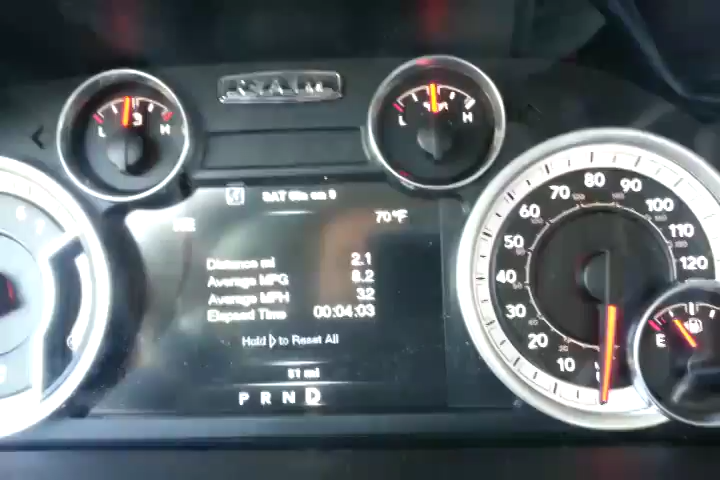 RAM
L H
L H
70°F
Distance mi 2.1
Average MPG 8.2
Average MPH 32
Elapsed Time 00:04:03
Hold to Reset All
51 mi
P R N D
10 20 30 40 50 60 70 80 90 100 110 120
E